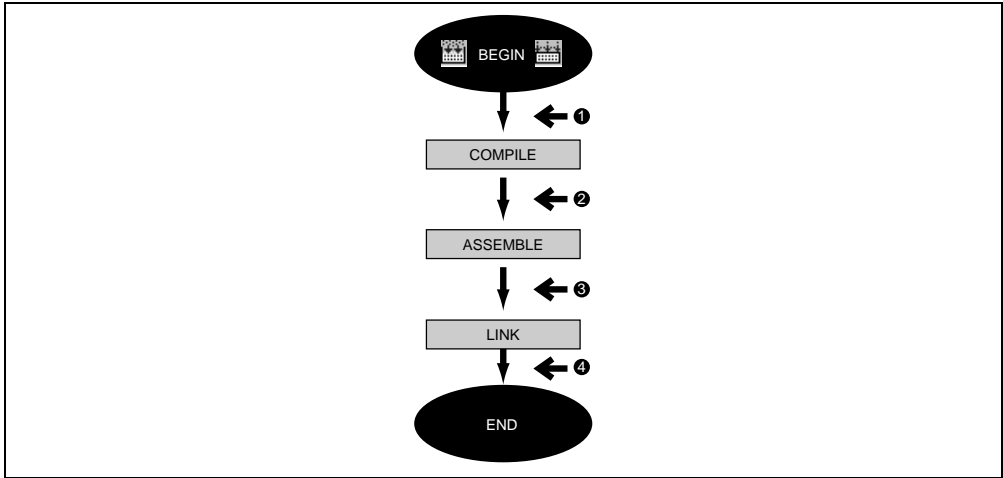 BEGIN
❶
COMPILE
❷
ASSEMBLE
❸
LINK
❹
END